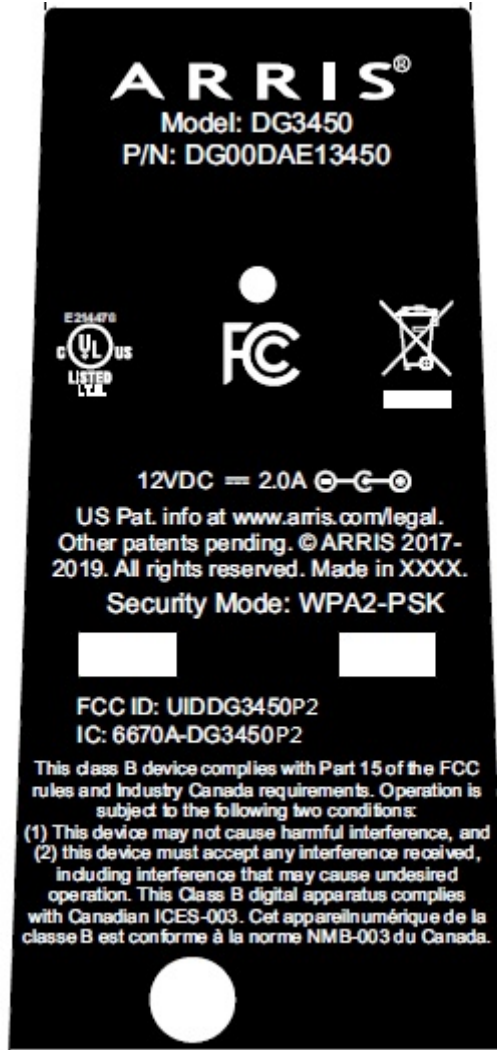 ARRIS®
Model: DG3450
P/N: DG00DAE13450
E214476
C UL US
LISTED
I.T.E.
FC
12VDC ⎓ 2.0A
US Pat. info at www.arris.com/legal.
Other patents pending. © ARRIS 2017-
2019. All rights reserved. Made in XXXX.
Security Mode: WPA2-PSK
FCC ID: UIDDG3450P2
IC: 6670A-DG3450P2
This class B device complies with Part 15 of the FCC
rules and Industry Canada requirements. Operation is
subject to the following two conditions:
(1) This device may not cause harmful interference, and
(2) this device must accept any interference received,
including interference that may cause undesired
operation. This Class B digital apparatus complies
with Canadian ICES-003. Cet appareilnumérique de la
classe B est conforme à la norme NMB-003 du Canada.